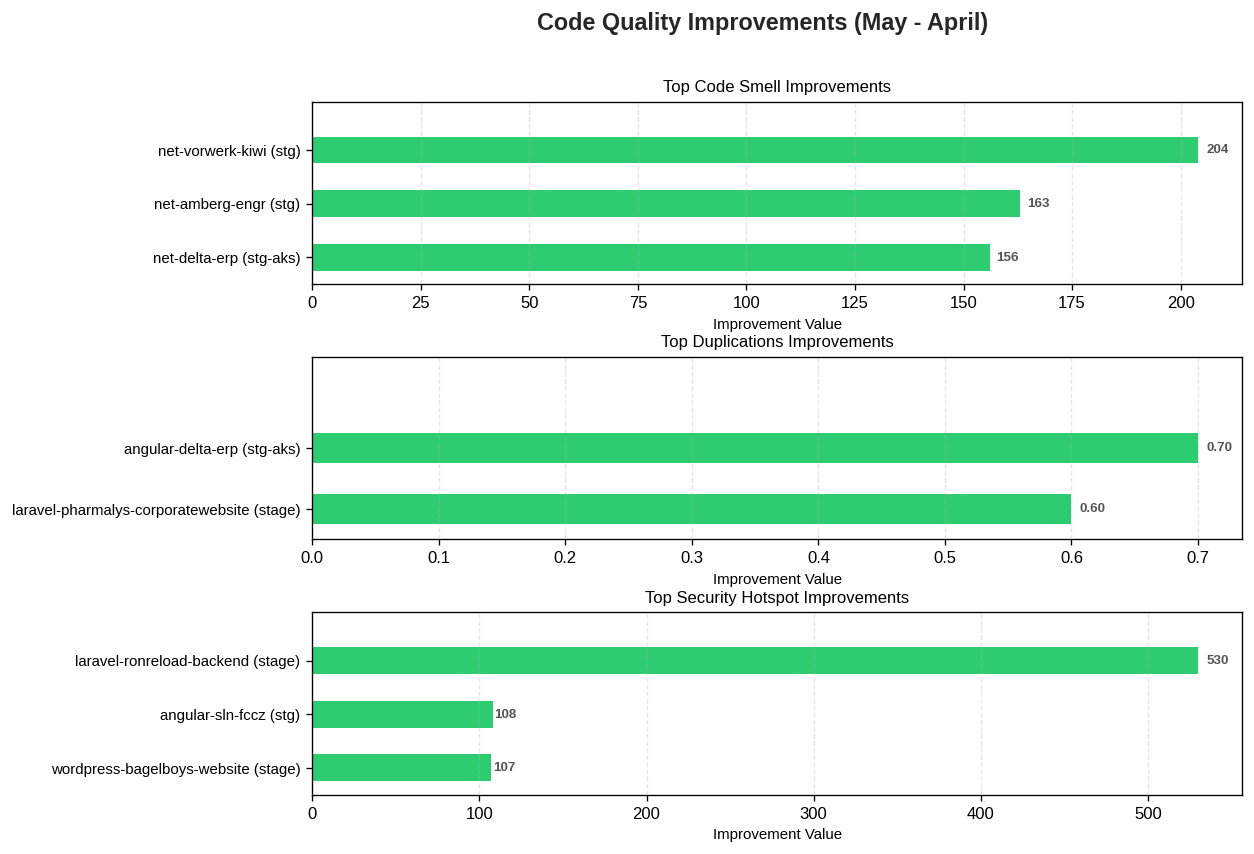 Code Quality Improvements (May - April)
Top Code Smell Improvements
net-vorwerk-kiwi (stg)
204
net-amberg-engr (stg)
163
net-delta-erp (stg-aks)
156
0 25 50 75 100 125 150 175 200
Improvement Value
Top Duplications Improvements
angular-delta-erp (stg-aks)
0.70
laravel-pharmalys-corporatewebsite (stage)
0.60
0.0 0.1 0.2 0.3 0.4 0.5 0.6 0.7
Improvement Value
Top Security Hotspot Improvements
laravel-ronreload-backend (stage)
530
angular-sln-fccz (stg)
108
wordpress-bagelboys-website (stage)
107
0 100 200 300 400 500
Improvement Value